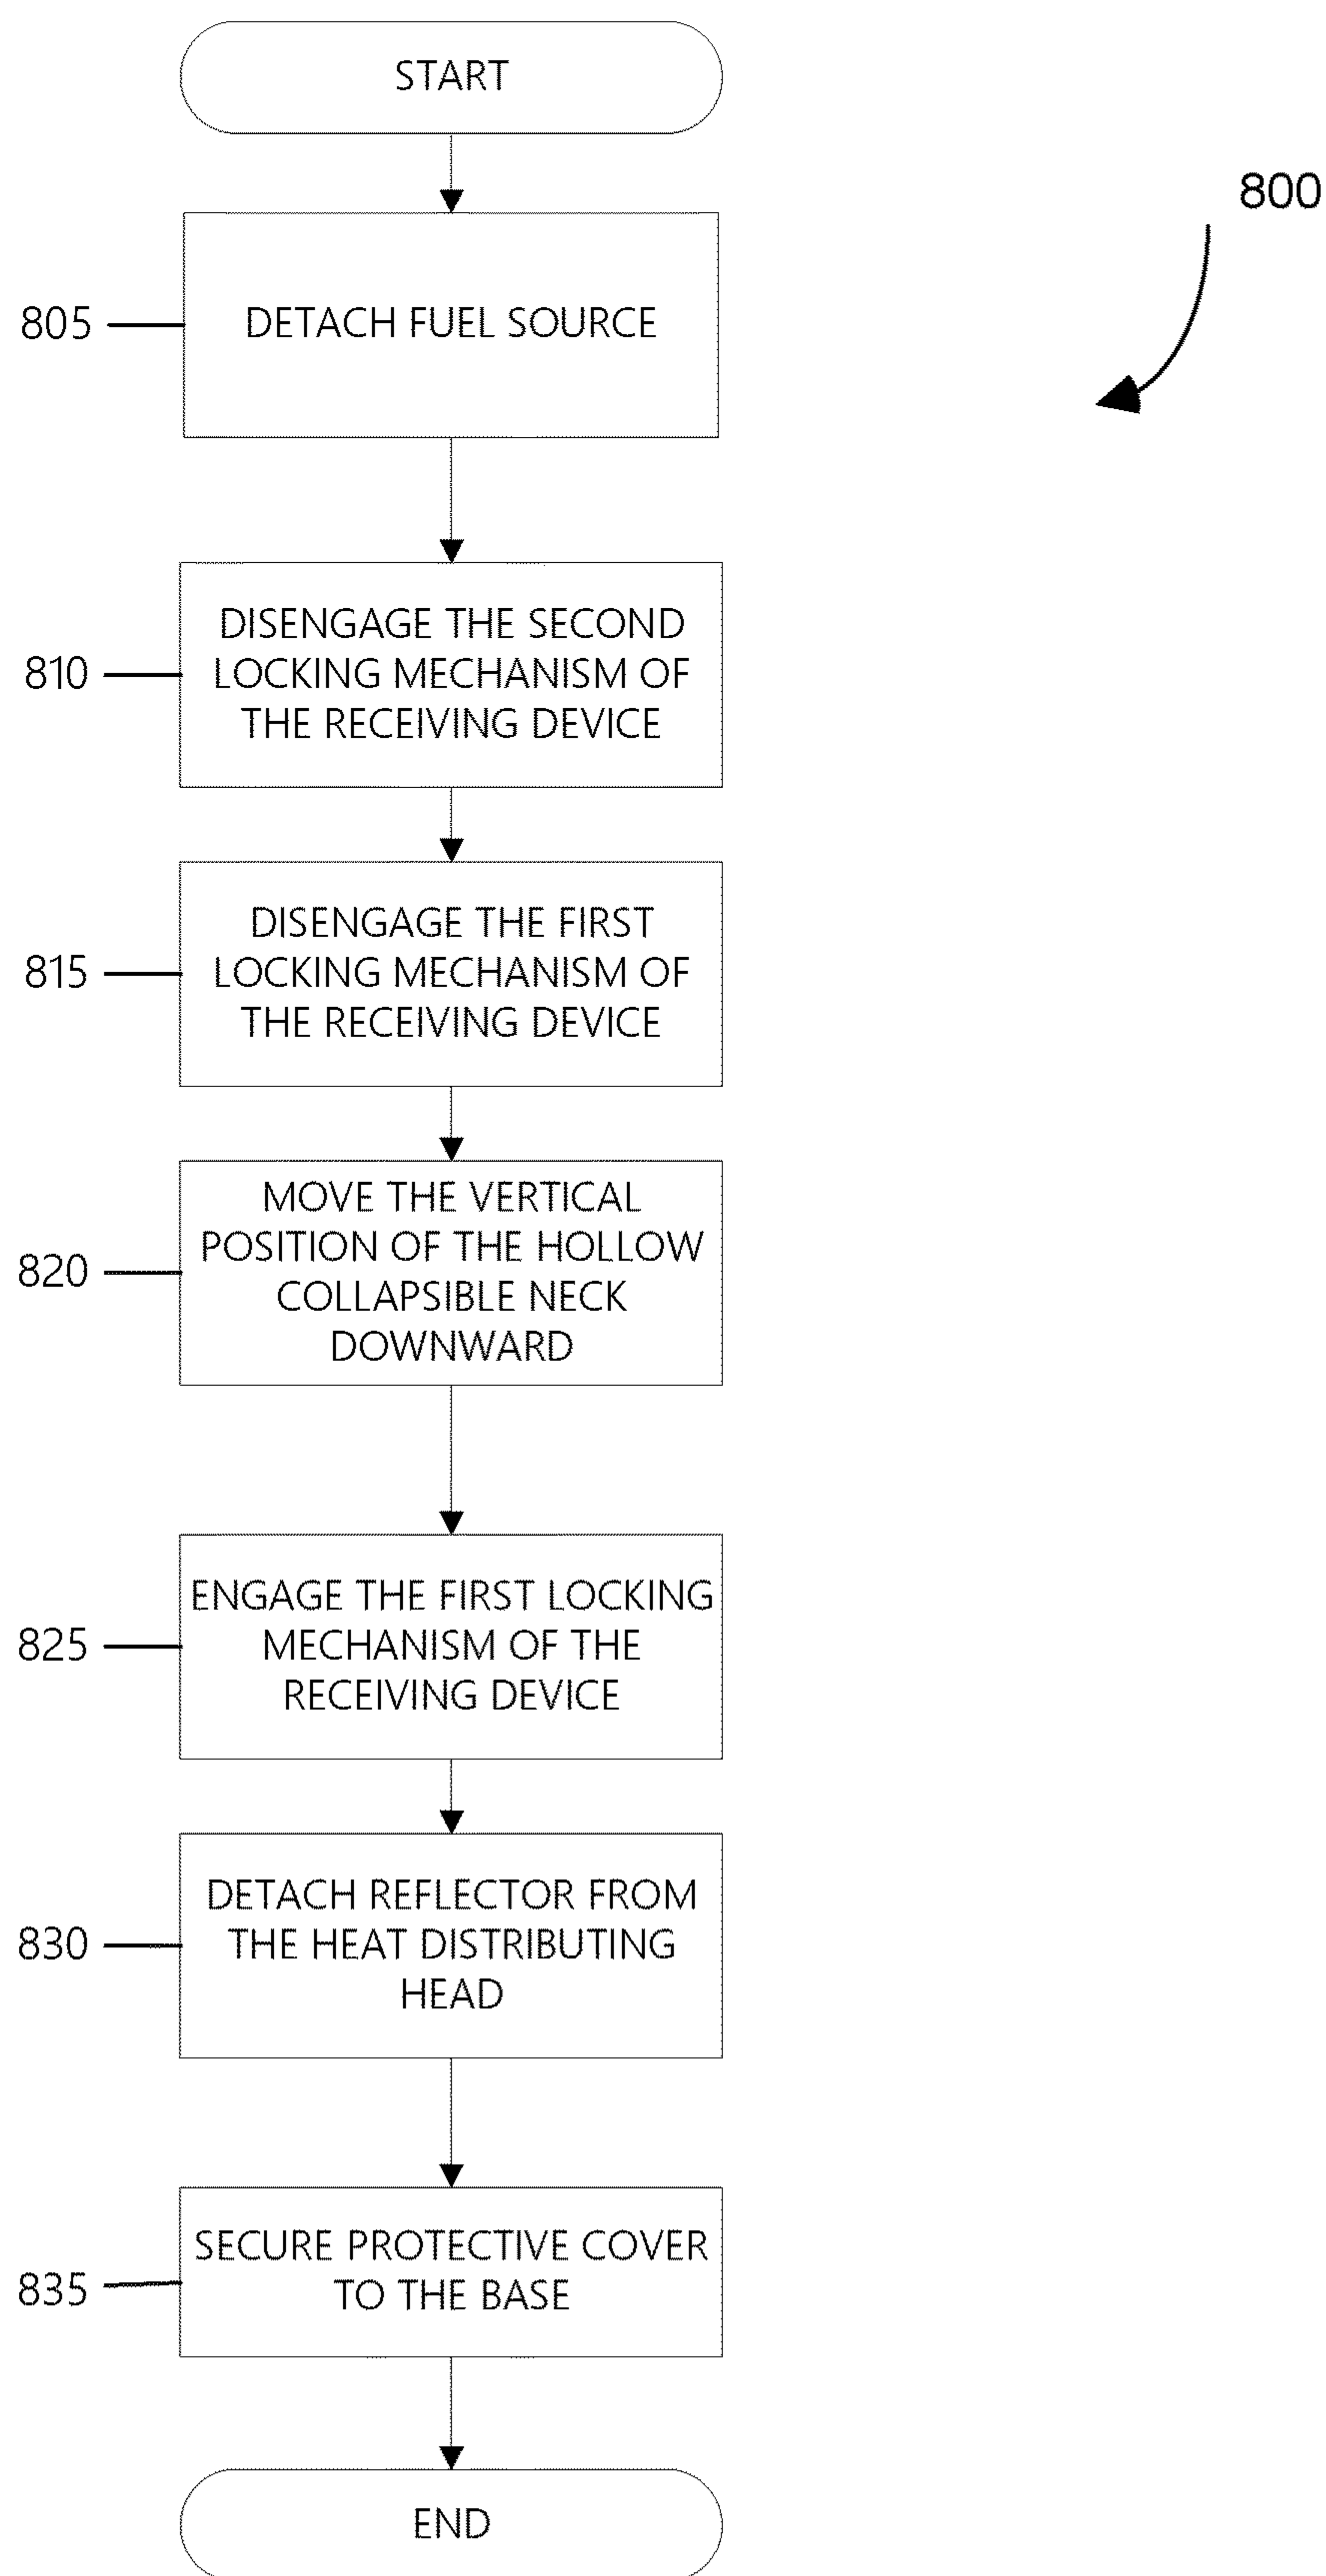 START
800
805
DETACH FUEL SOURCE
810
DISENGAGE THE SECOND
LOCKING MECHANISM OF
THE RECEIVING DEVICE
815
DISENGAGE THE FIRST
LOCKING MECHANISM OF
THE RECEIVING DEVICE
820
MOVE THE VERTICAL
POSITION OF THE HOLLOW
COLLAPSIBLE NECK
DOWNWARD
825
ENGAGE THE FIRST LOCKING
MECHANISM OF THE
RECEIVING DEVICE
830
DETACH REFLECTOR FROM
THE HEAT DISTRIBUTING
HEAD
835
SECURE PROTECTIVE COVER
TO THE BASE
END